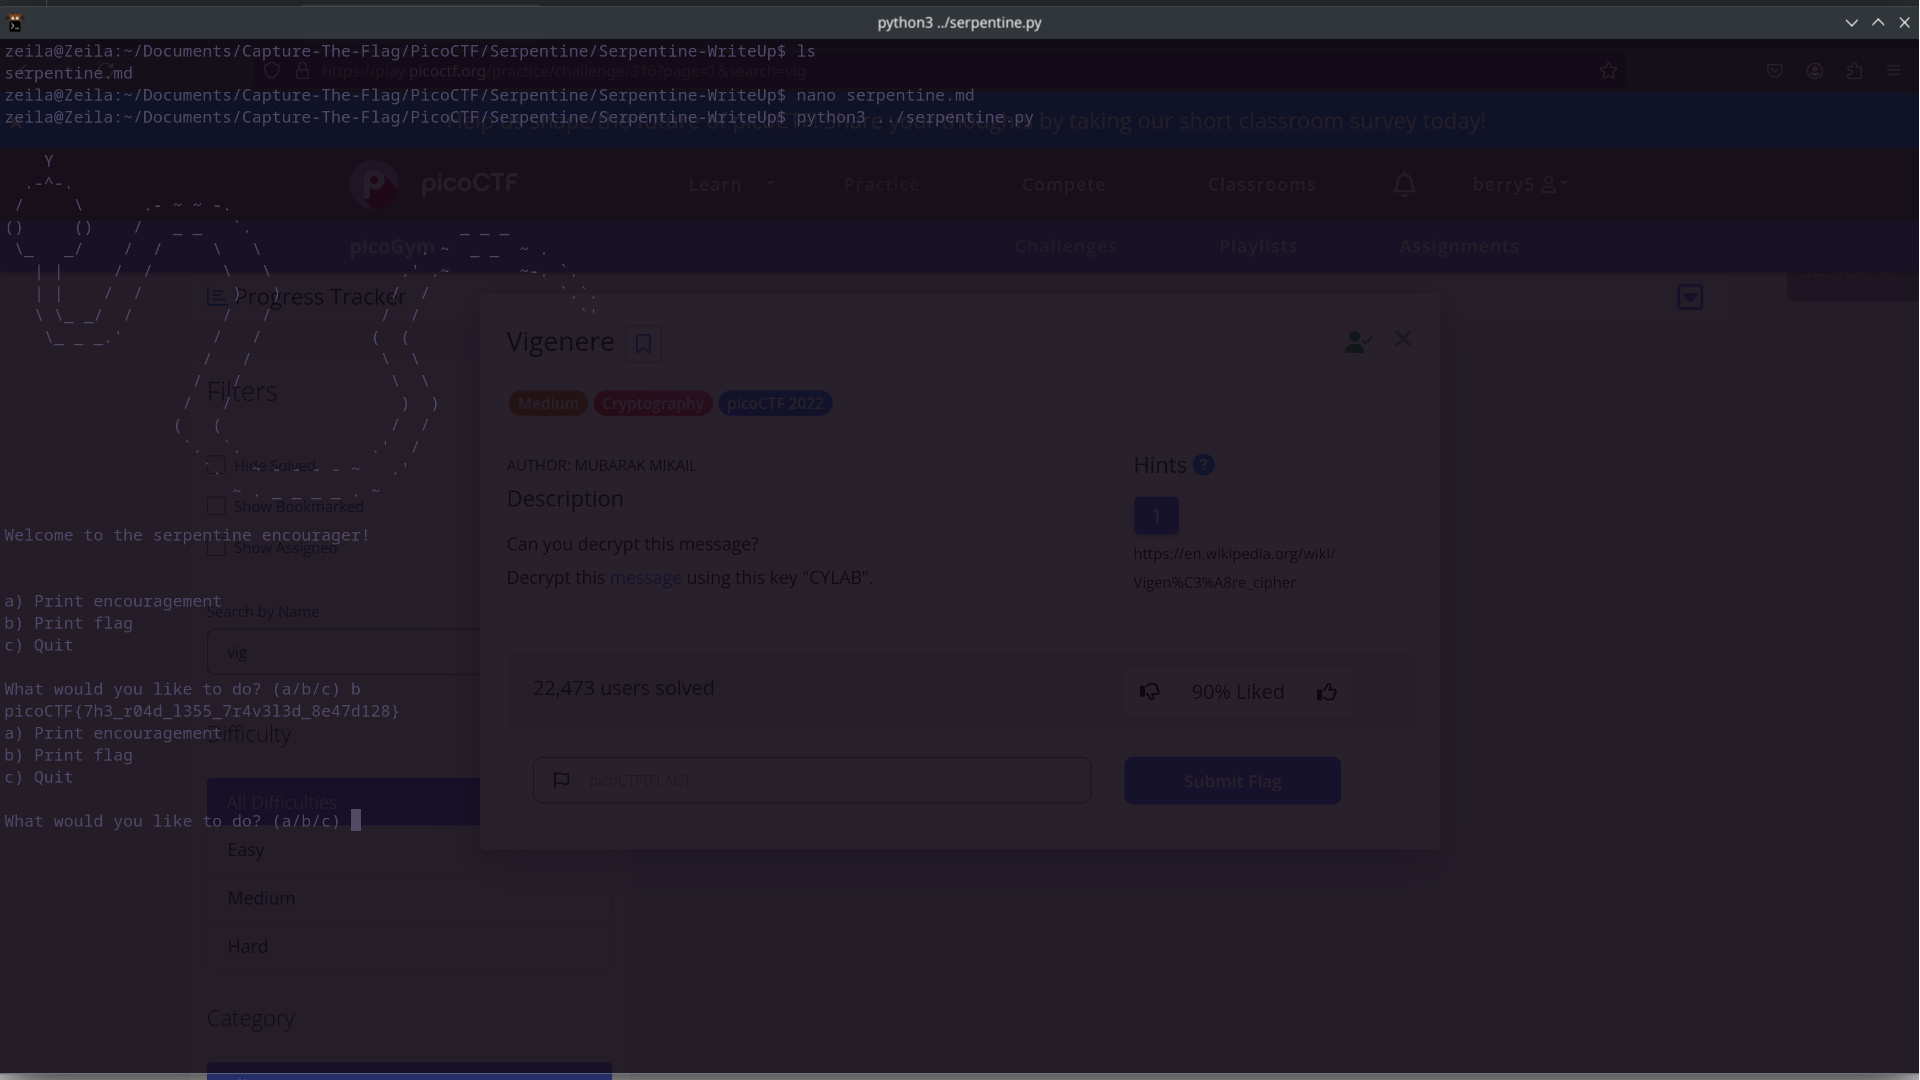 python3 ../serpentine.py
zeila@Zeila:~/Documents/Capture-The-Flag/PicoCTF/Serpentine/Serpentine-WriteUp$ ls
serpentine.md
https://play.picoctf.org/practice/challenge/316?page=1&search=vig
zeila@Zeila:~/Documents/Capture-The-Flag/PicoCTF/Serpentine/Serpentine-WriteUp$ nano serpentine.md
zeila@Zeila:~/Documents/Capture-The-Flag/PicoCTF/Serpentine/Serpentine-WriteUp$ python3 ../serpentine.py
Help us shape the future of picoCTF! Share your thoughts by taking our short classroom survey today!
picoCTF
Learn
Practice
Compete
Classrooms
berry5
picoGym
Challenges
Playlists
Assignments
Progress Tracker
Vigenere
Filters
Medium
Cryptography
picoCTF 2022
Hide Solved
AUTHOR: MUBARAK MIKAIL
Hints
Description
Show Bookmarked
1
Welcome to the serpentine encourager!
Show Assigned
Can you decrypt this message?
https://en.wikipedia.org/wiki/
Vigen%C3%A8re_cipher
Decrypt this message using this key "CYLAB".
a) Print encouragement
Search by Name
b) Print flag
c) Quit
vig
What would you like to do? (a/b/c) b
22,473 users solved
90% Liked
picoCTF{7h3_r04d_l355_7r4v3l3d_8e47d128}
a) Print encouragement
Difficulty
b) Print flag
c) Quit
picoCTF{FLAG}
Submit Flag
All Difficulties
What would you like to do? (a/b/c)
Easy
Medium
Hard
Category